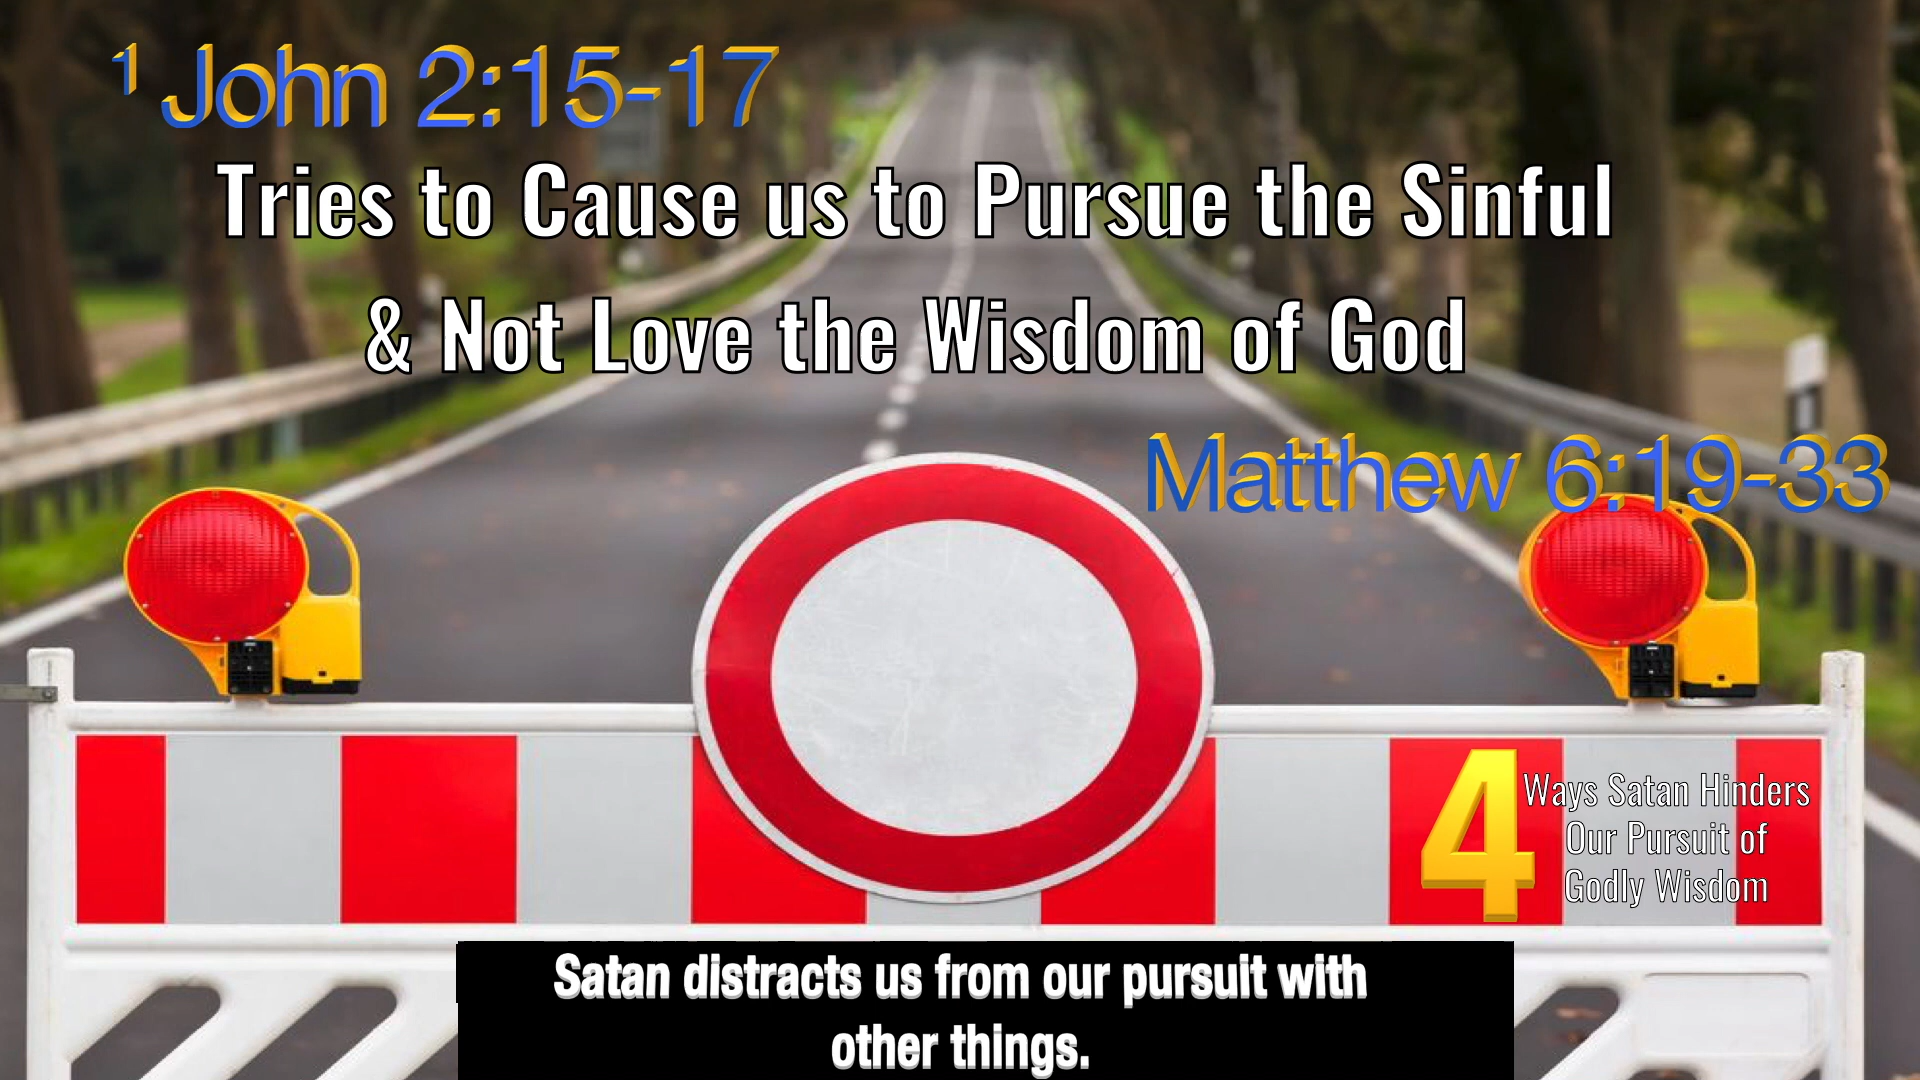 1 John 2:15-17
Tries to Cause us to Pursue the Sinful
& Not Love the Wisdom of God
Matthew 6:19-33
4
Ways Satan Hinders
Our Pursuit of
Godly Wisdom
Satan distracts us from our pursuit with
other things.